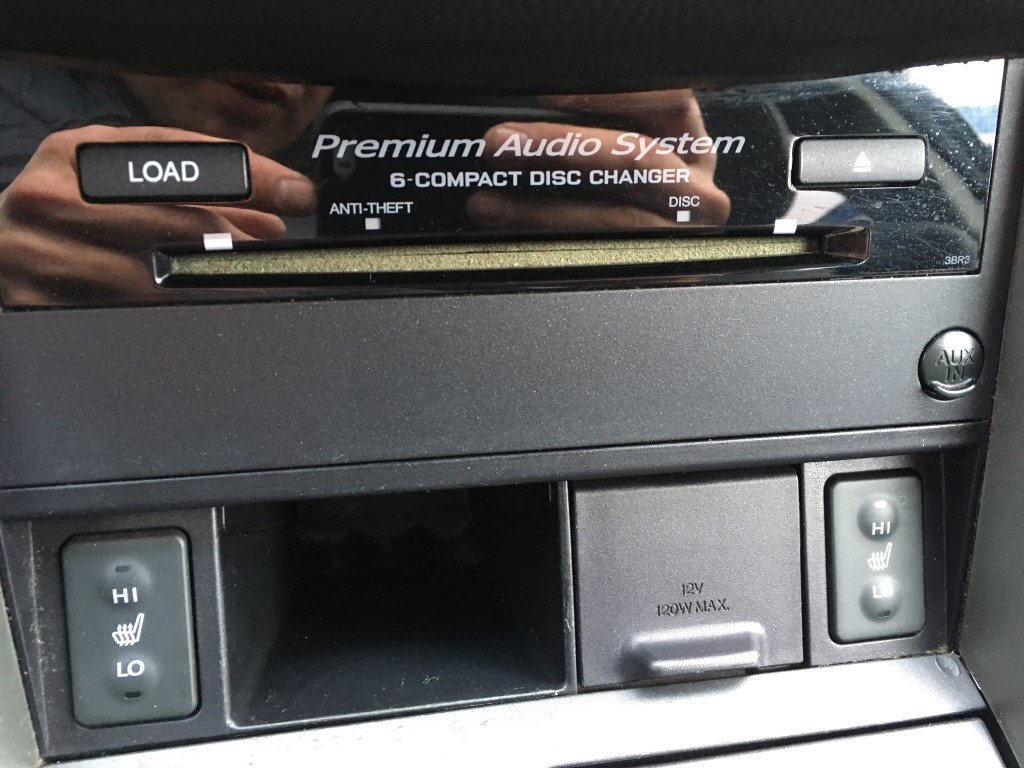 Premium Audio System
LOAD
6-COMPACT DISC CHANGER
ANTI-THEFT
DISC
3BR3
AUX
IN
HI
LO
12V
120W MAX.
HI
LO